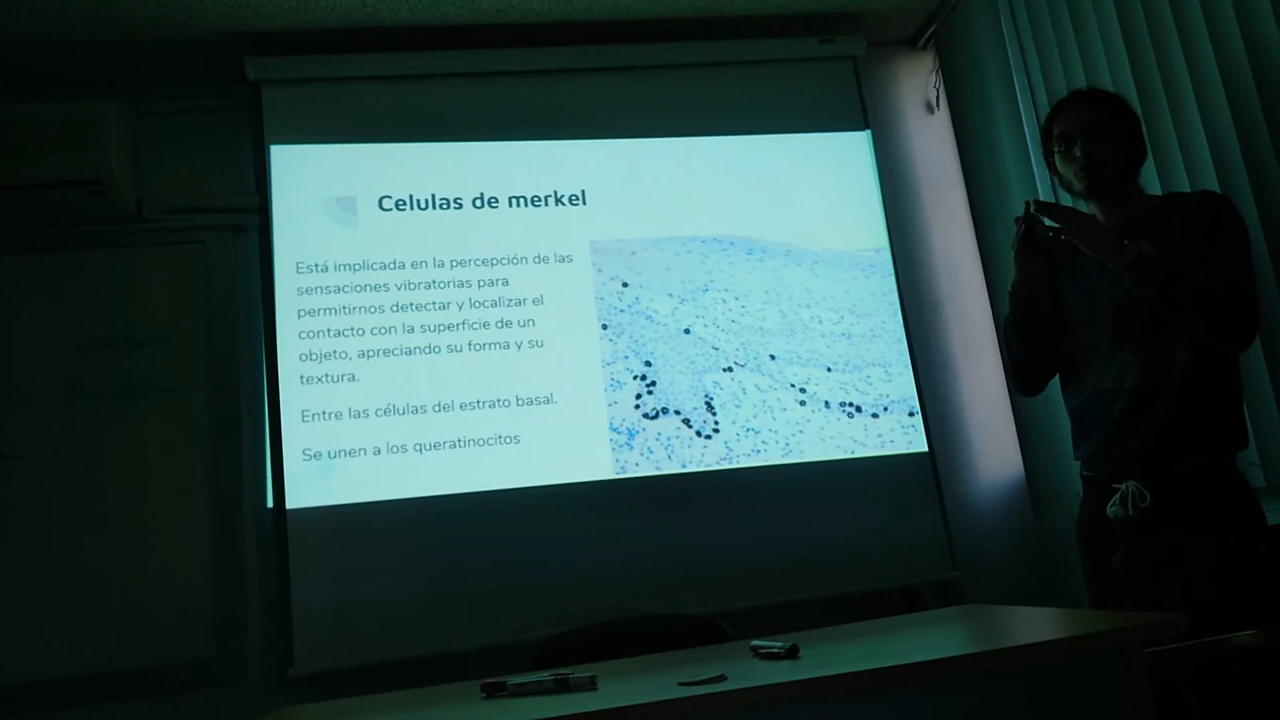 Celulas de merkel
Está implicada en la percepción de las
sensaciones vibratorias para
permitirnos detectar y localizar el
contacto con la superficie de un
objeto, apreciando su forma y su
textura.
Entre las células del estrato basal.
Se unen a los queratinocitos